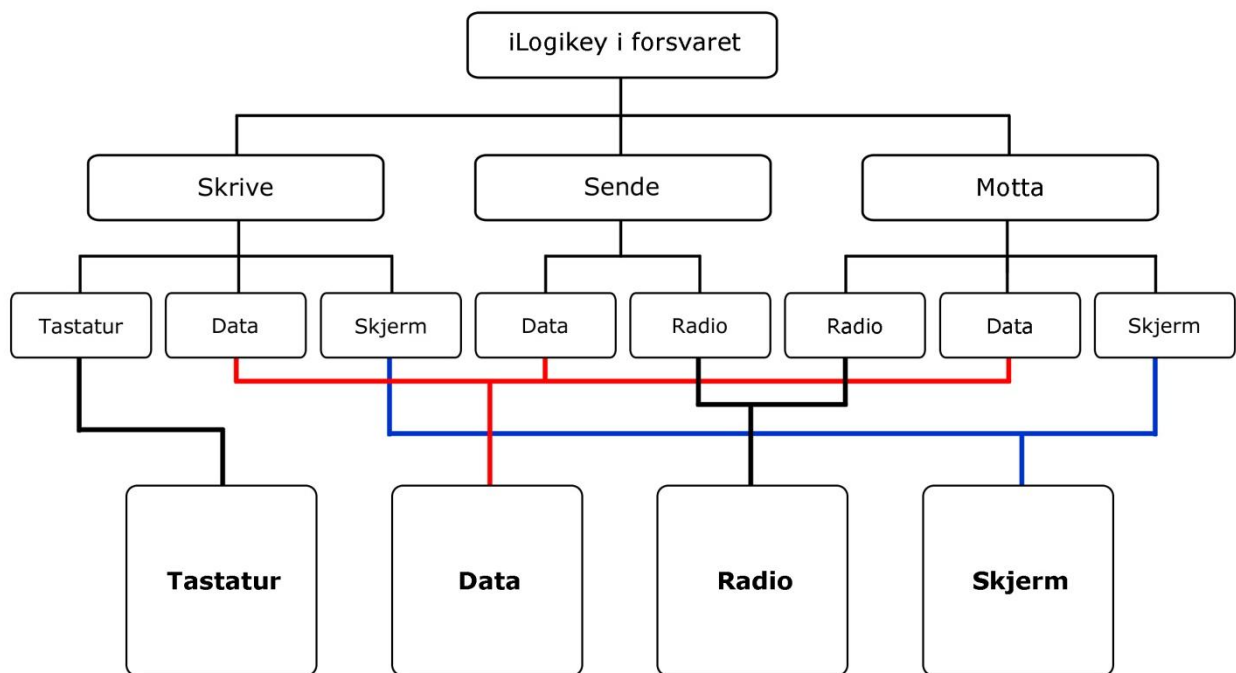 iLogikey i forsvaret
Skrive
Sende
Motta
Tastatur
Data
Skjerm
Data
Radio
Radio
Data
Skjerm
Tastatur
Data
Radio
Skjerm